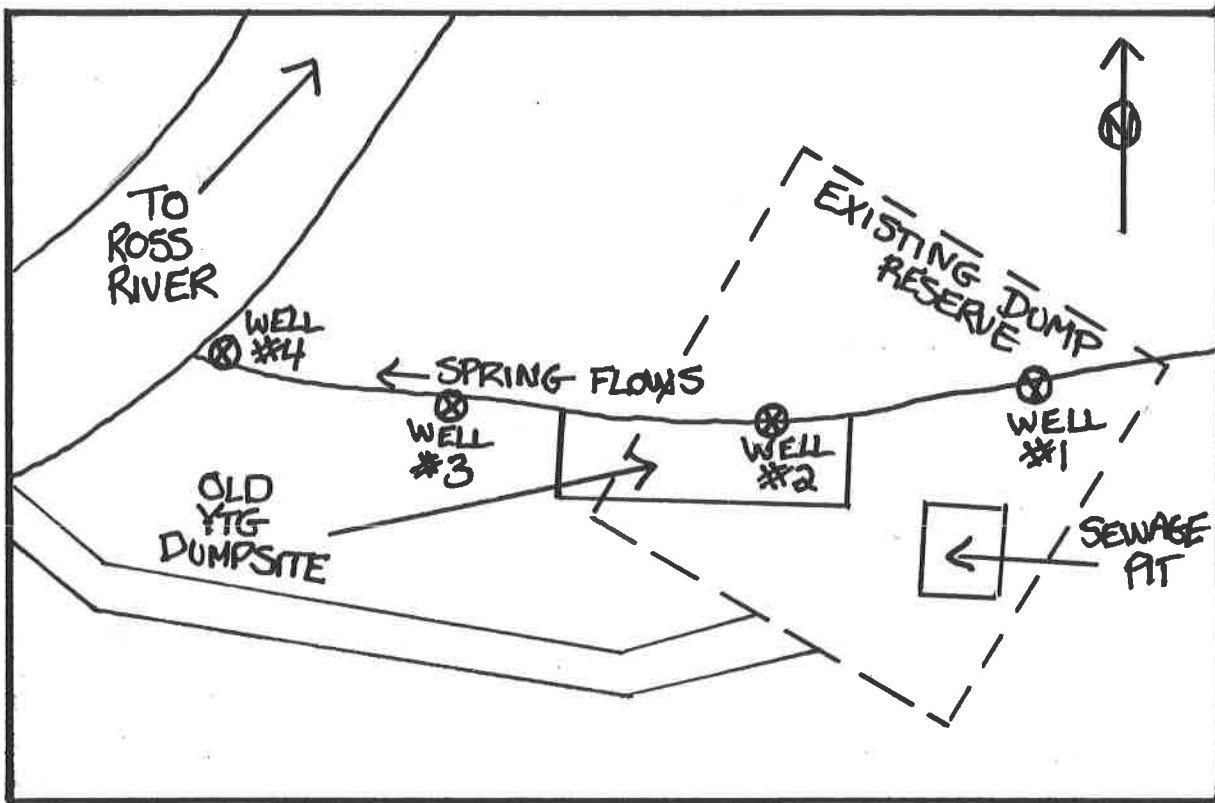 N
TO
ROSS
RIVER
EXISTING DUMP
RESERVE
WELL
#4
SPRING FLOWS
WELL
#3
WELL
#2
WELL
#1
OLD
YTG
DUMPSITE
SEWAGE
PIT